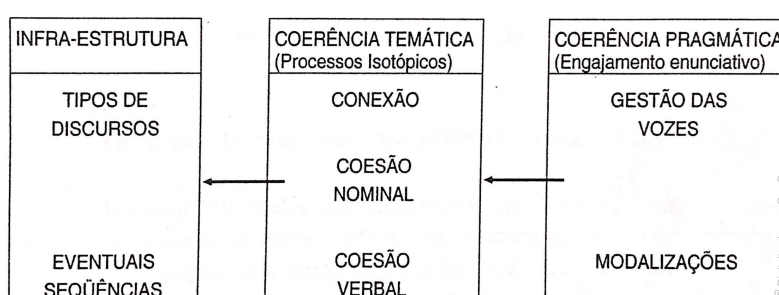 INFRA-ESTRUTURA
TIPOS DE
DISCURSOS
EVENTUAIS
SEQÜÊNCIAS
COERÊNCIA TEMÁTICA
(Processos Isotópicos)
CONEXÃO
COESÃO
NOMINAL
COESÃO
VERBAL
COERÊNCIA PRAGMÁTICA
(Engajamento enunciativo)
GESTÃO DAS
VOZES
MODALIZAÇÕES